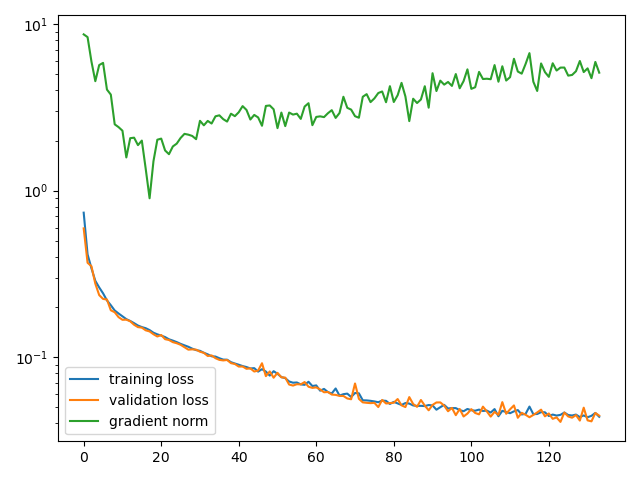 10¹
10⁰
10⁻¹
training loss
validation loss
gradient norm
0 20 40 60 80 100 120